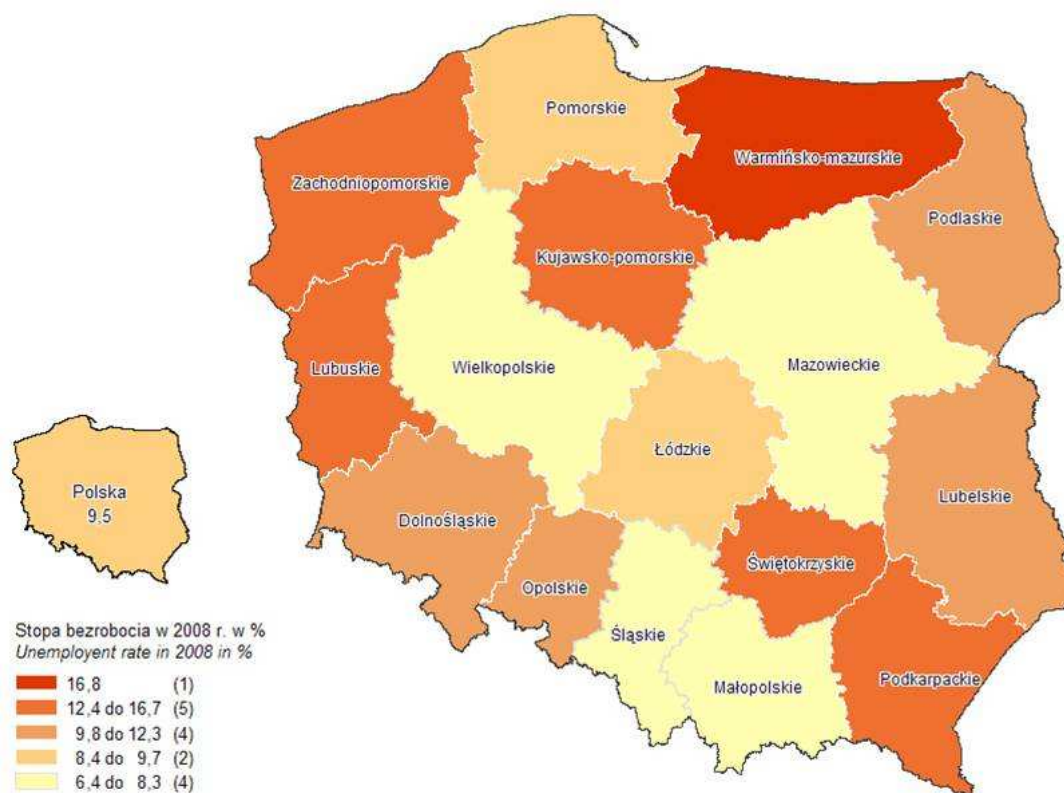 Pomorskie
Warmińsko-mazurskie
Zachodniopomorskie
Podlaskie
Kujawsko-pomorskie
Lubuskie
Wielkopolskie
Mazowieckie
Łódzkie
Polska
9,5
Dolnośląskie
Lubelskie
Opolskie
Świętokrzyskie
Śląskie
Małopolskie
Podkarpackie
Stopa bezrobocia w 2008 r. w %
Unemployent rate in 2008 in %
16,8 (1)
12,4 do 16,7 (5)
9,8 do 12,3 (4)
8,4 do 9,7 (2)
6,4 do 8,3 (4)